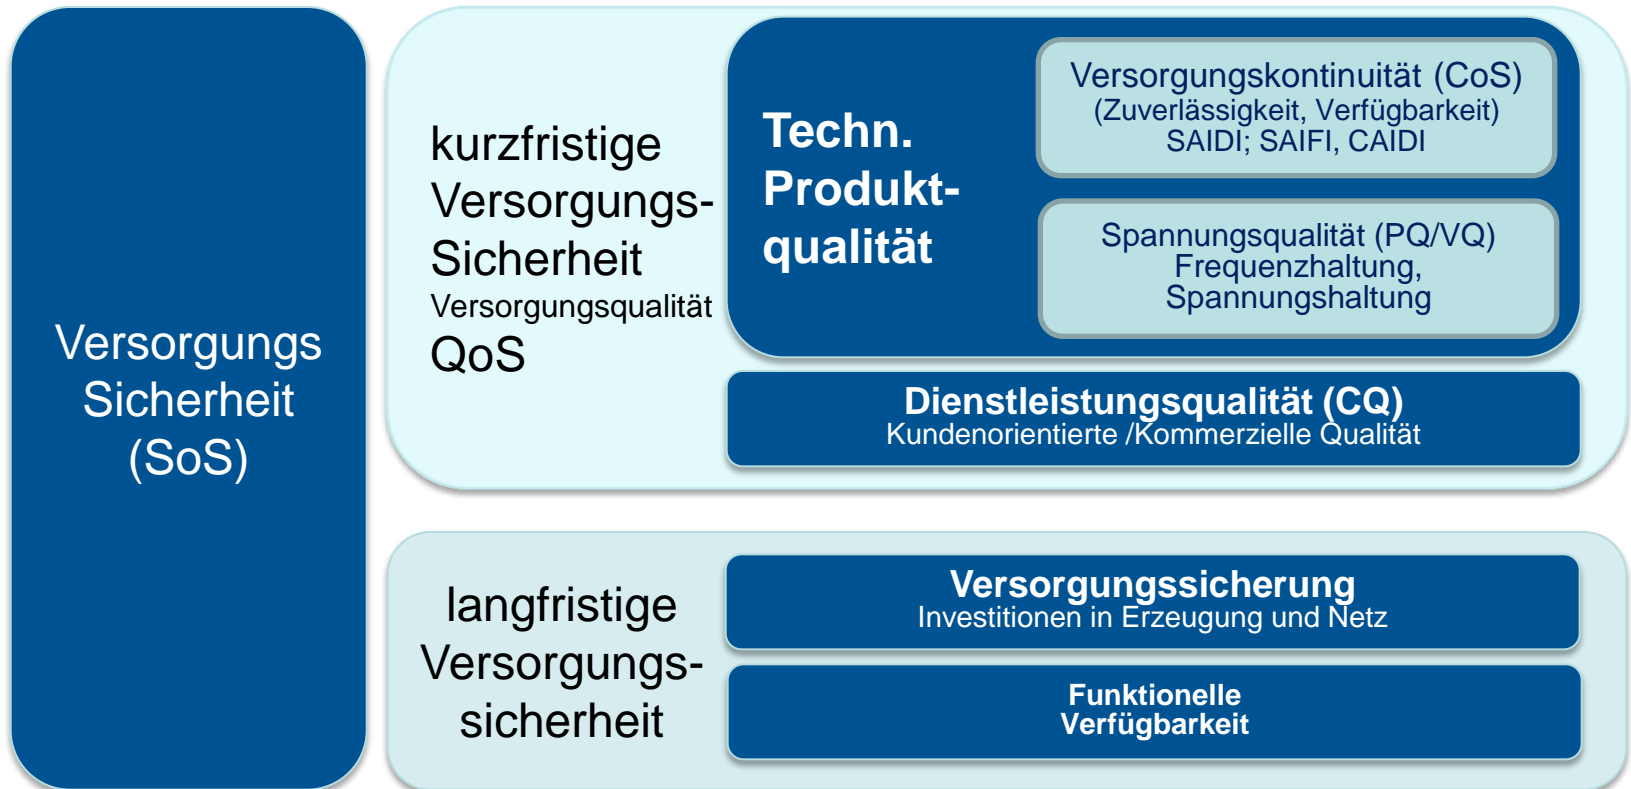 Versorgungs
Sicherheit
(SoS)
kurzfristige
Versorgungs-
Sicherheit
Versorgungsqualität
QoS
Techn.
Produkt-
qualität
Versorgungskontinuität (CoS)
(Zuverlässigkeit, Verfügbarkeit)
SAIDI; SAIFI, CAIDI
Spannungsqualität (PQ/VQ)
Frequenzhaltung,
Spannungshaltung
Dienstleistungsqualität (CQ)
Kundenorientierte /Kommerzielle Qualität
langfristige
Versorgungs-
sicherheit
Versorgungssicherung
Investitionen in Erzeugung und Netz
Funktionelle
Verfügbarkeit